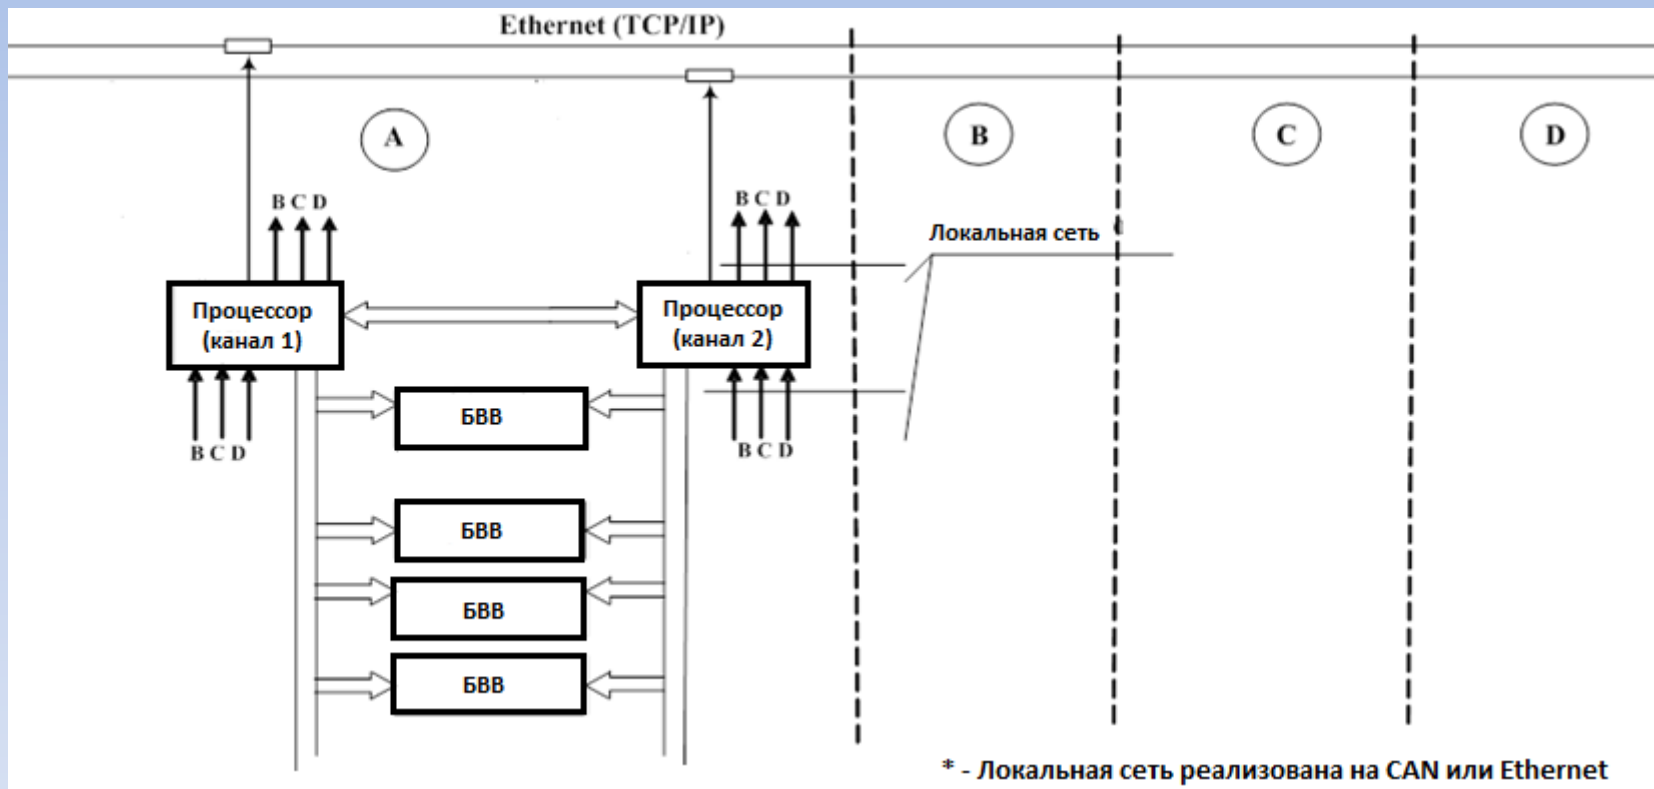 Ethernet (TCP/IP)
A
B
C
D
B C D
B C D
Локальная сеть
Процессор
(канал 1)
Процессор
(канал 2)
БВВ
B C D
B C D
БВВ
БВВ
БВВ
* - Локальная сеть реализована на CAN или Ethernet